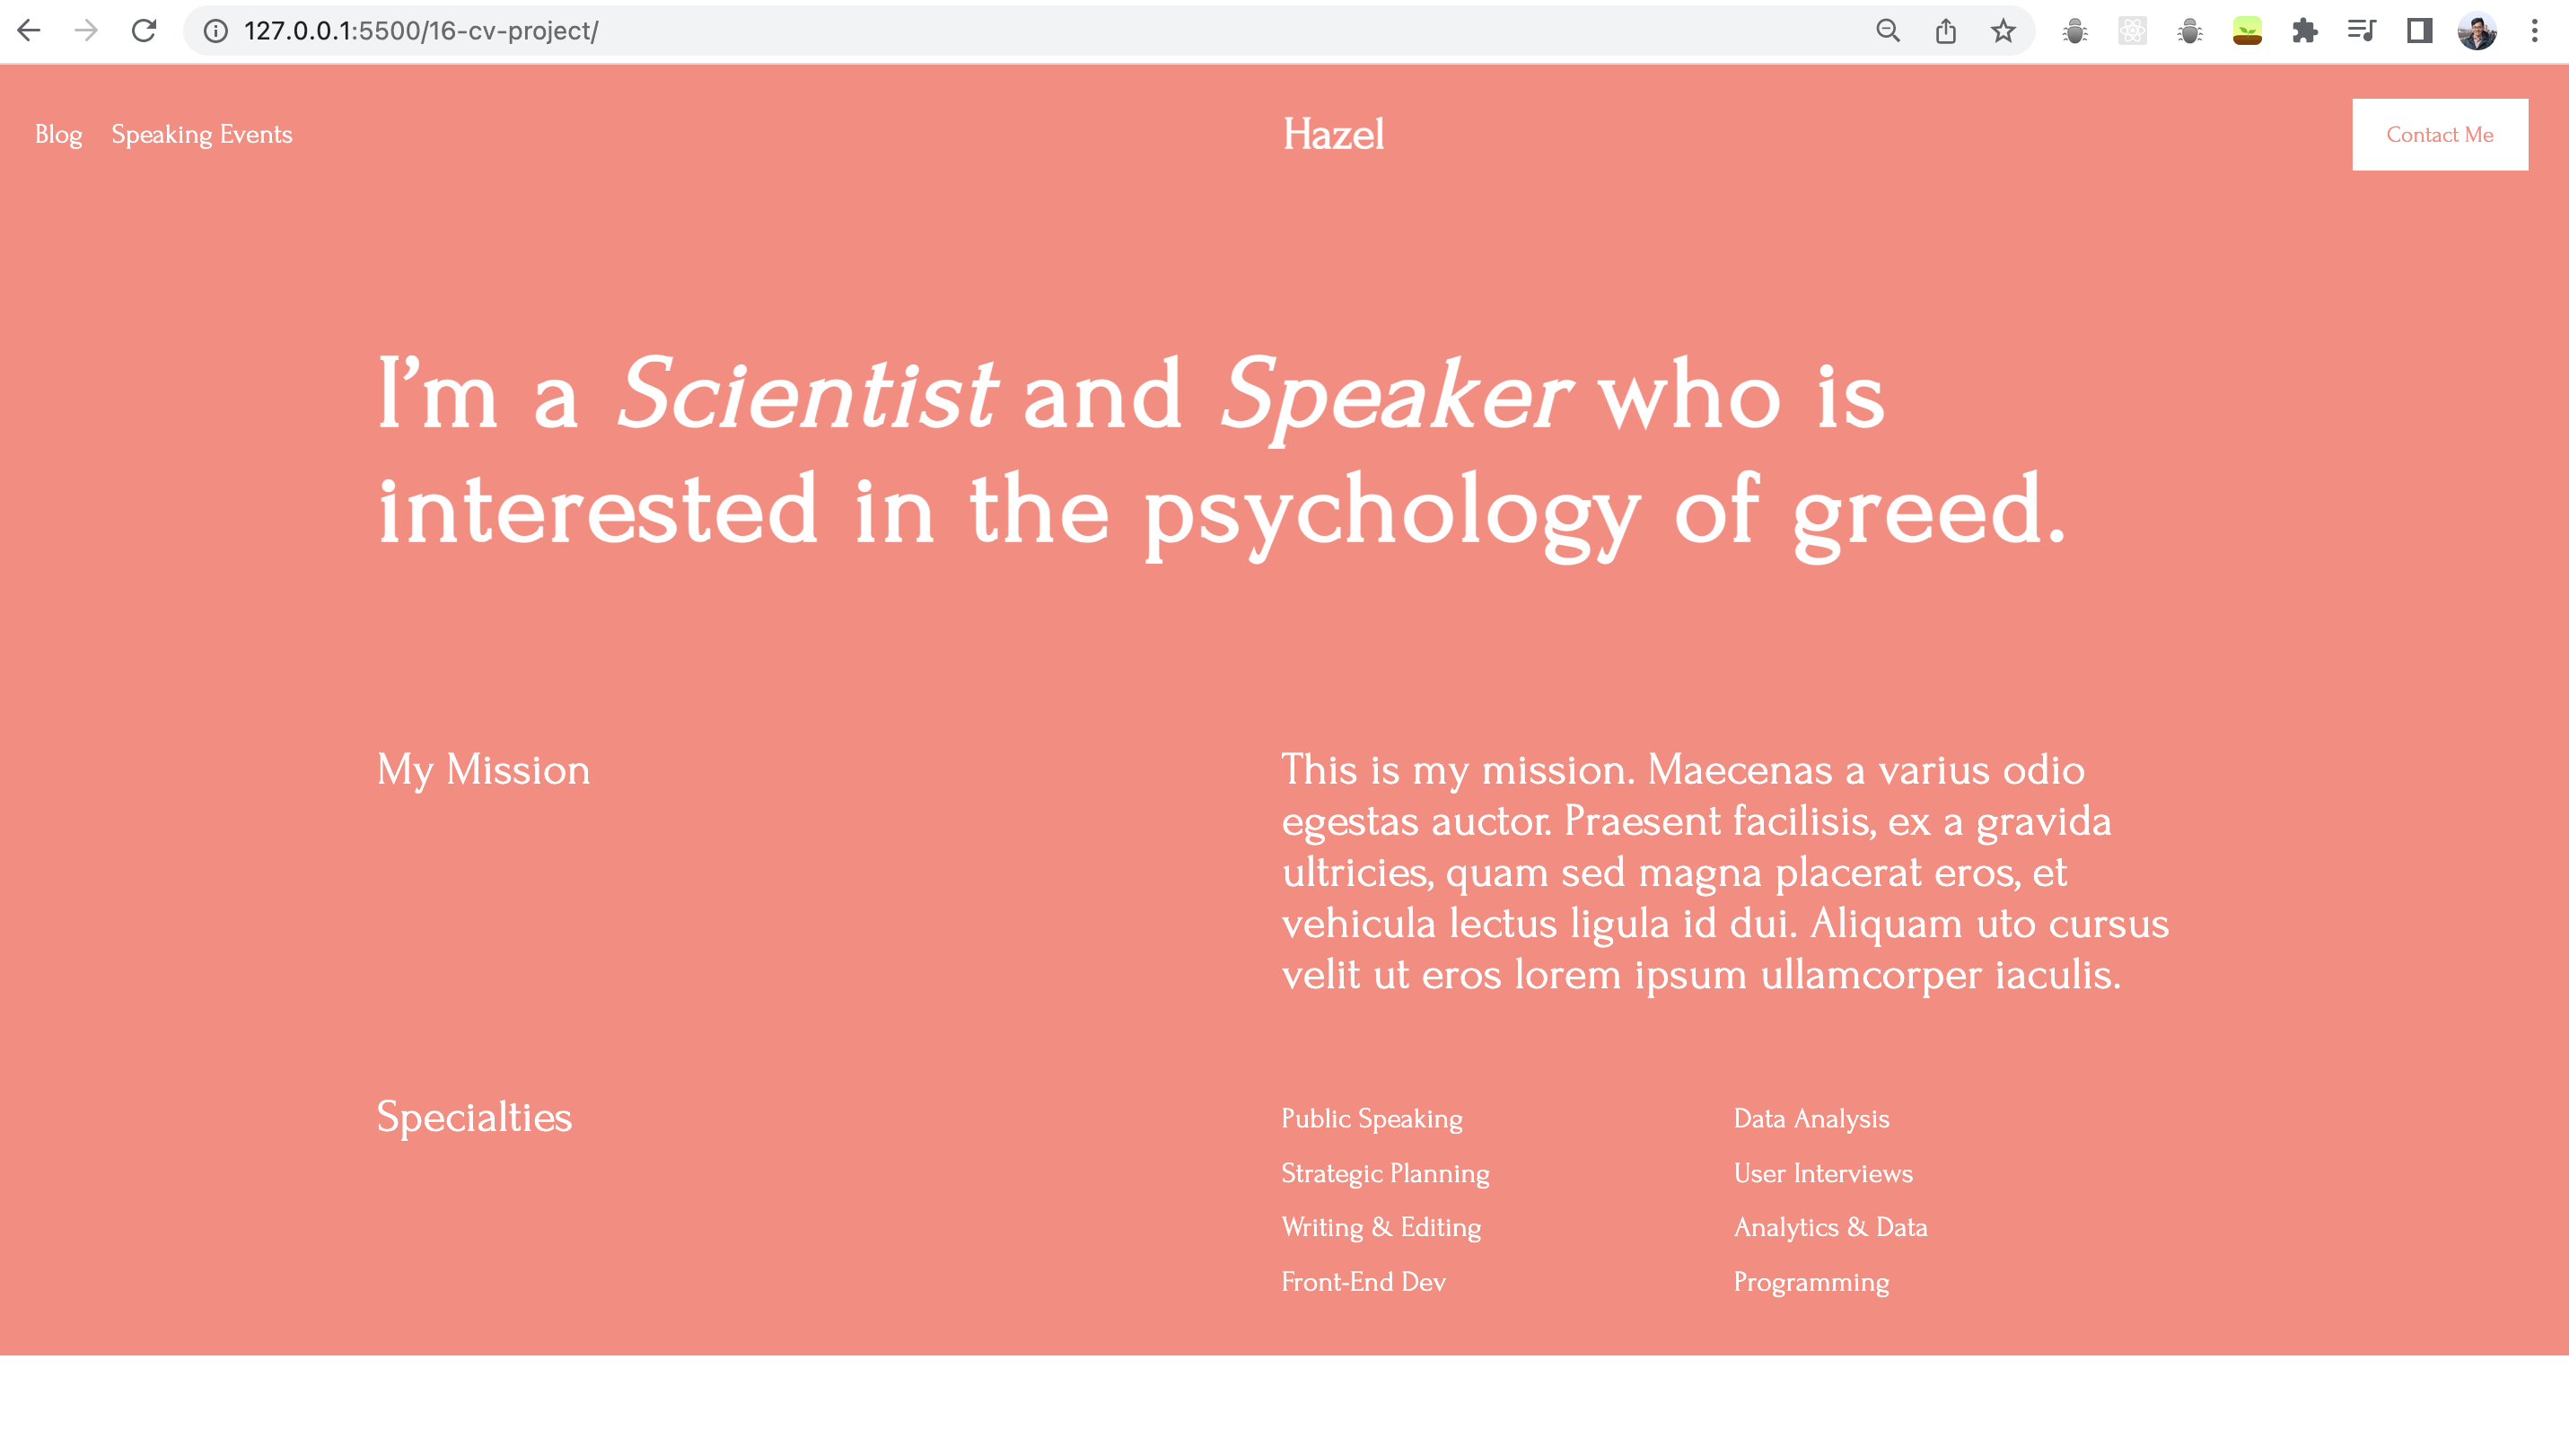 127.0.0.1:5500/16-cv-project/
Blog Speaking Events Hazel Contact Me
I’m a Scientist and Speaker who is
interested in the psychology of greed.
My Mission
This is my mission. Maecenas a varius odio
egestas auctor. Praesent facilisis, ex a gravida
ultricies, quam sed magna placerat eros, et
vehicula lectus ligula id dui. Aliquam uto cursus
velit ut eros lorem ipsum ullamcorper iaculis.
Specialties
Public Speaking
Strategic Planning
Writing & Editing
Front-End Dev
Data Analysis
User Interviews
Analytics & Data
Programming